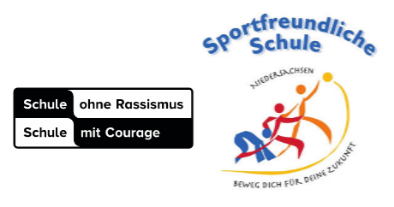 Schule ohne Rassismus
Schule mit Courage
Sportfreundliche
Schule
NIEDERSACHSEN
BEWEG DICH FÜR DEINE ZUKUNFT